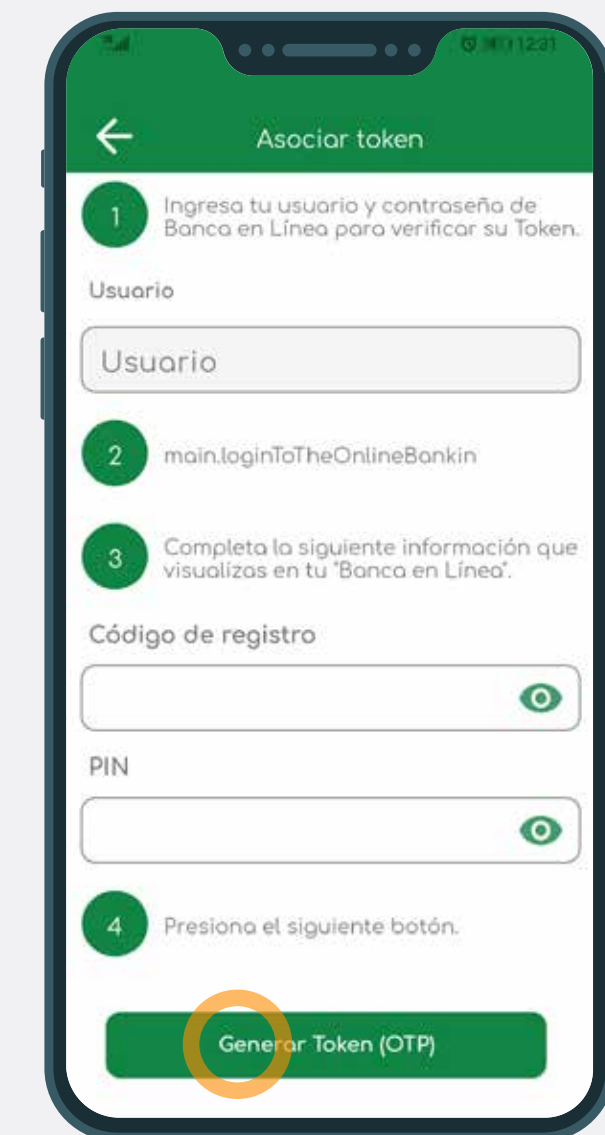 12:31
Asociar token
1
Ingresa tu usuario y contraseña de
Banca en Línea para verificar su Token.
Usuario
Usuario
2
main.loginToTheOnlineBankin
3
Completa la siguiente información que
visualizas en tu "Banca en Línea".
Código de registro
PIN
4
Presiona el siguiente botón.
Generar Token (OTP)